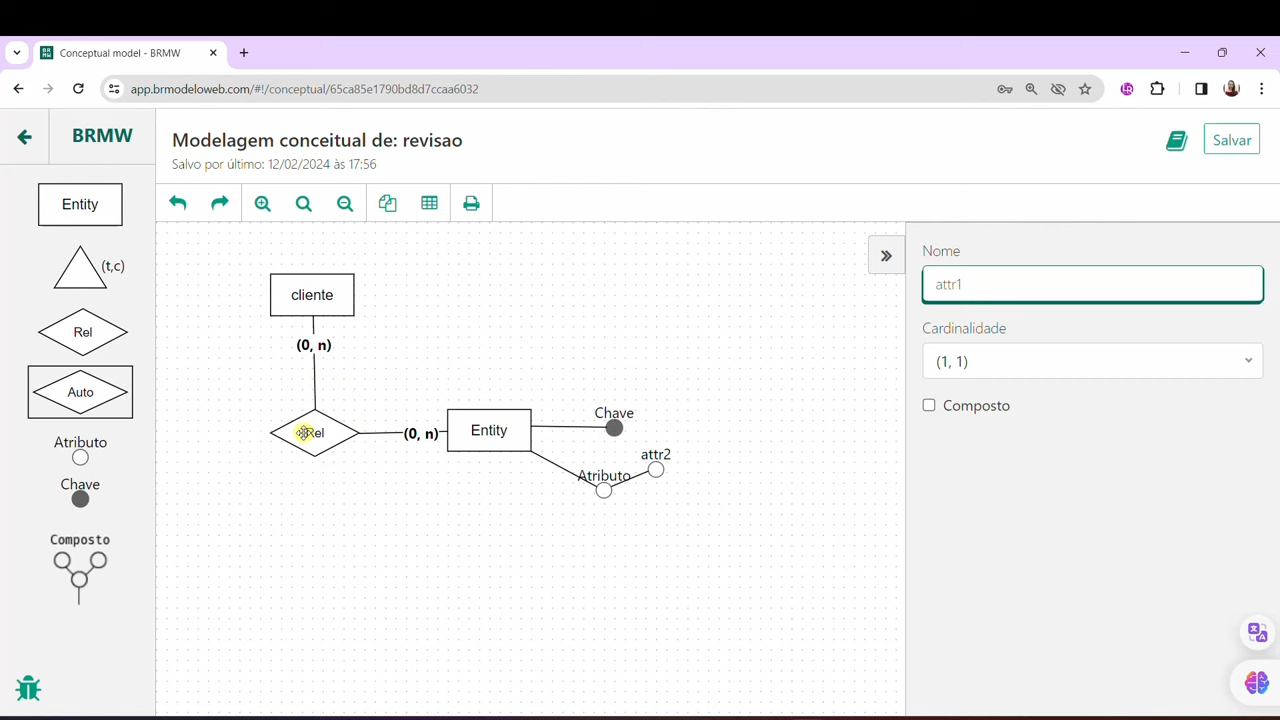 Conceptual model - BRMW
app.brmodeloweb.com/#!/conceptual/65ca85e1790bd8d7ccaa6032
BRMW
Modelagem conceitual de: revisao
Salvo por último: 12/02/2024 às 17:56
Salvar
Entity
(t,c)
Rel
Auto
Atributo
Chave
Composto
cliente
(0, n)
Rel
(0, n)
Entity
Chave
attr2
Atributo
Nome
attr1
Cardinalidade
(1, 1)
Composto